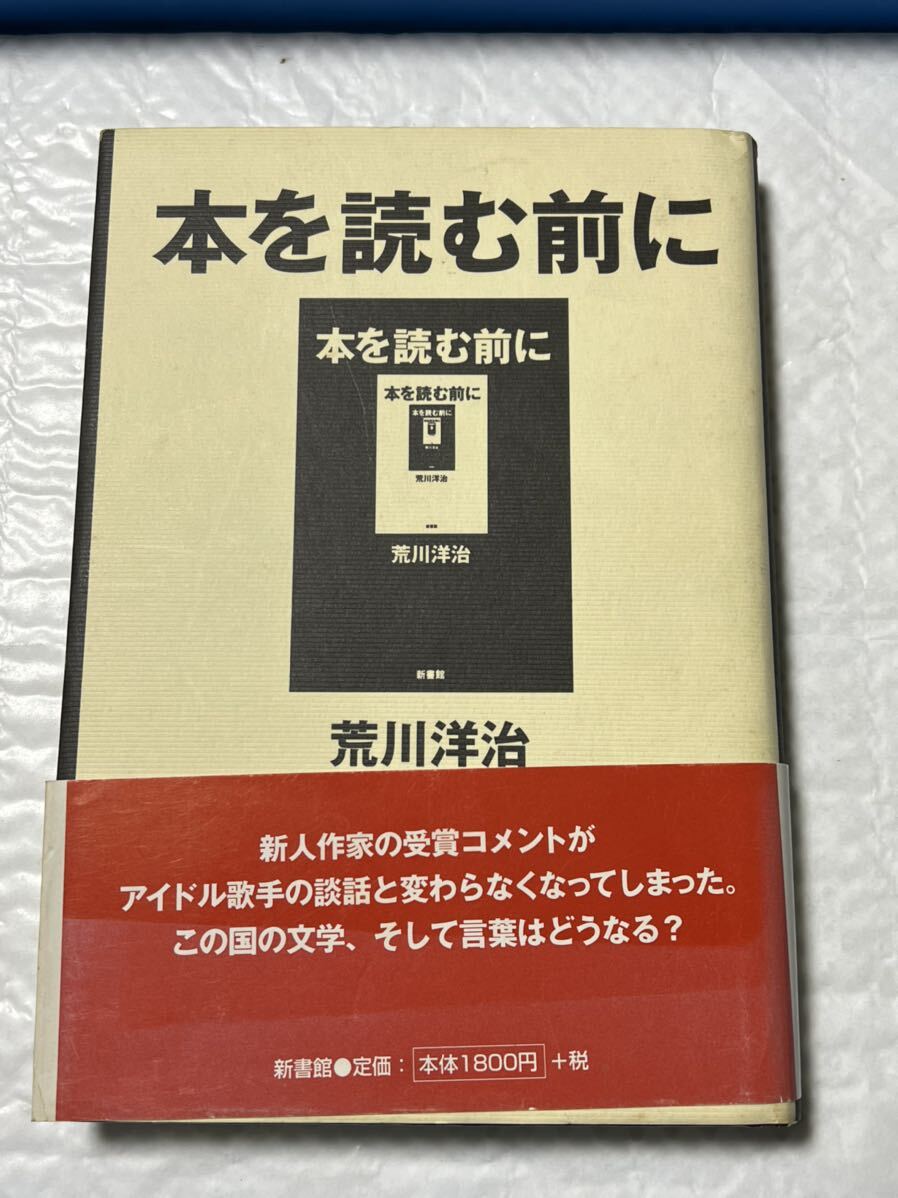 本を読む前に
本を読む前に
本を読む前に
本を読む前に
荒川洋治
荒川洋治
新書館
荒川洋治
新人作家の受賞コメントが
アイドル歌手の談話と変わらなくなってしまった。
この国の文学、そして言葉はどうなる？
新書館●定価：本体1800円+税